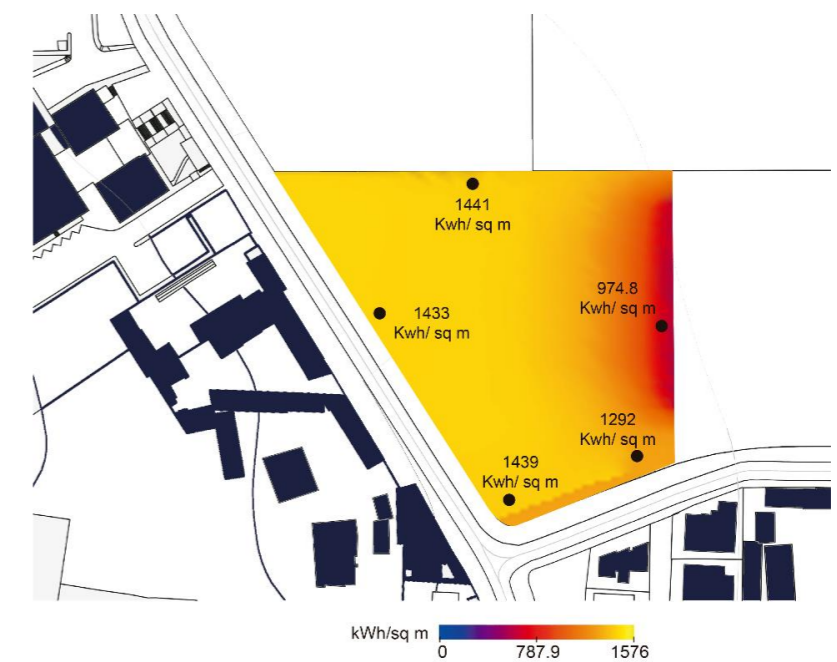 1441
Kwh/ sq m
974.8
Kwh/ sq m
1433
Kwh/ sq m
1292
Kwh/ sq m
1439
Kwh/ sq m
kWh/sq m
0 787.9 1576